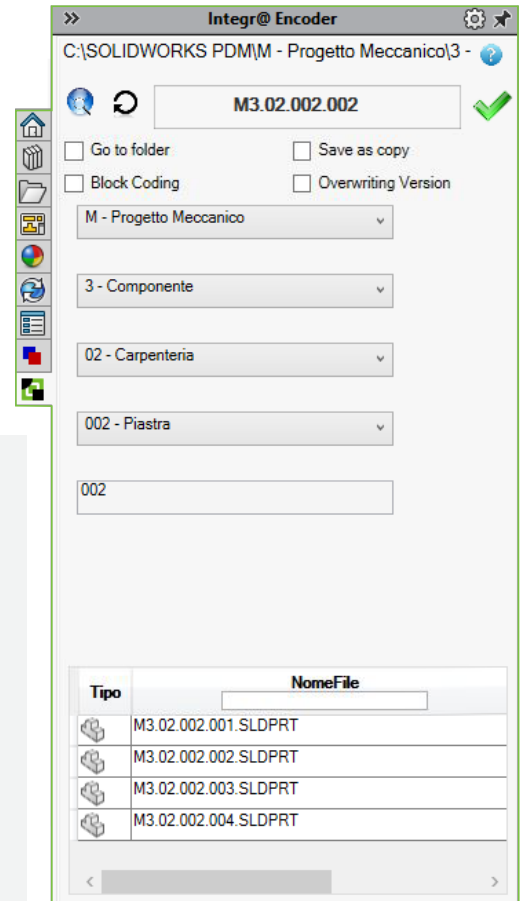 Integr@ Encoder
C:\SOLIDWORKS PDM\M - Progetto Meccanico\3 -
M3.02.002.002
Go to folder
Save as copy
Block Coding
Overwriting Version
M - Progetto Meccanico
3 - Componente
02 - Carpenteria
002 - Piastra
002
Tipo
NomeFile
M3.02.002.001.SLDPRT
M3.02.002.002.SLDPRT
M3.02.002.003.SLDPRT
M3.02.002.004.SLDPRT